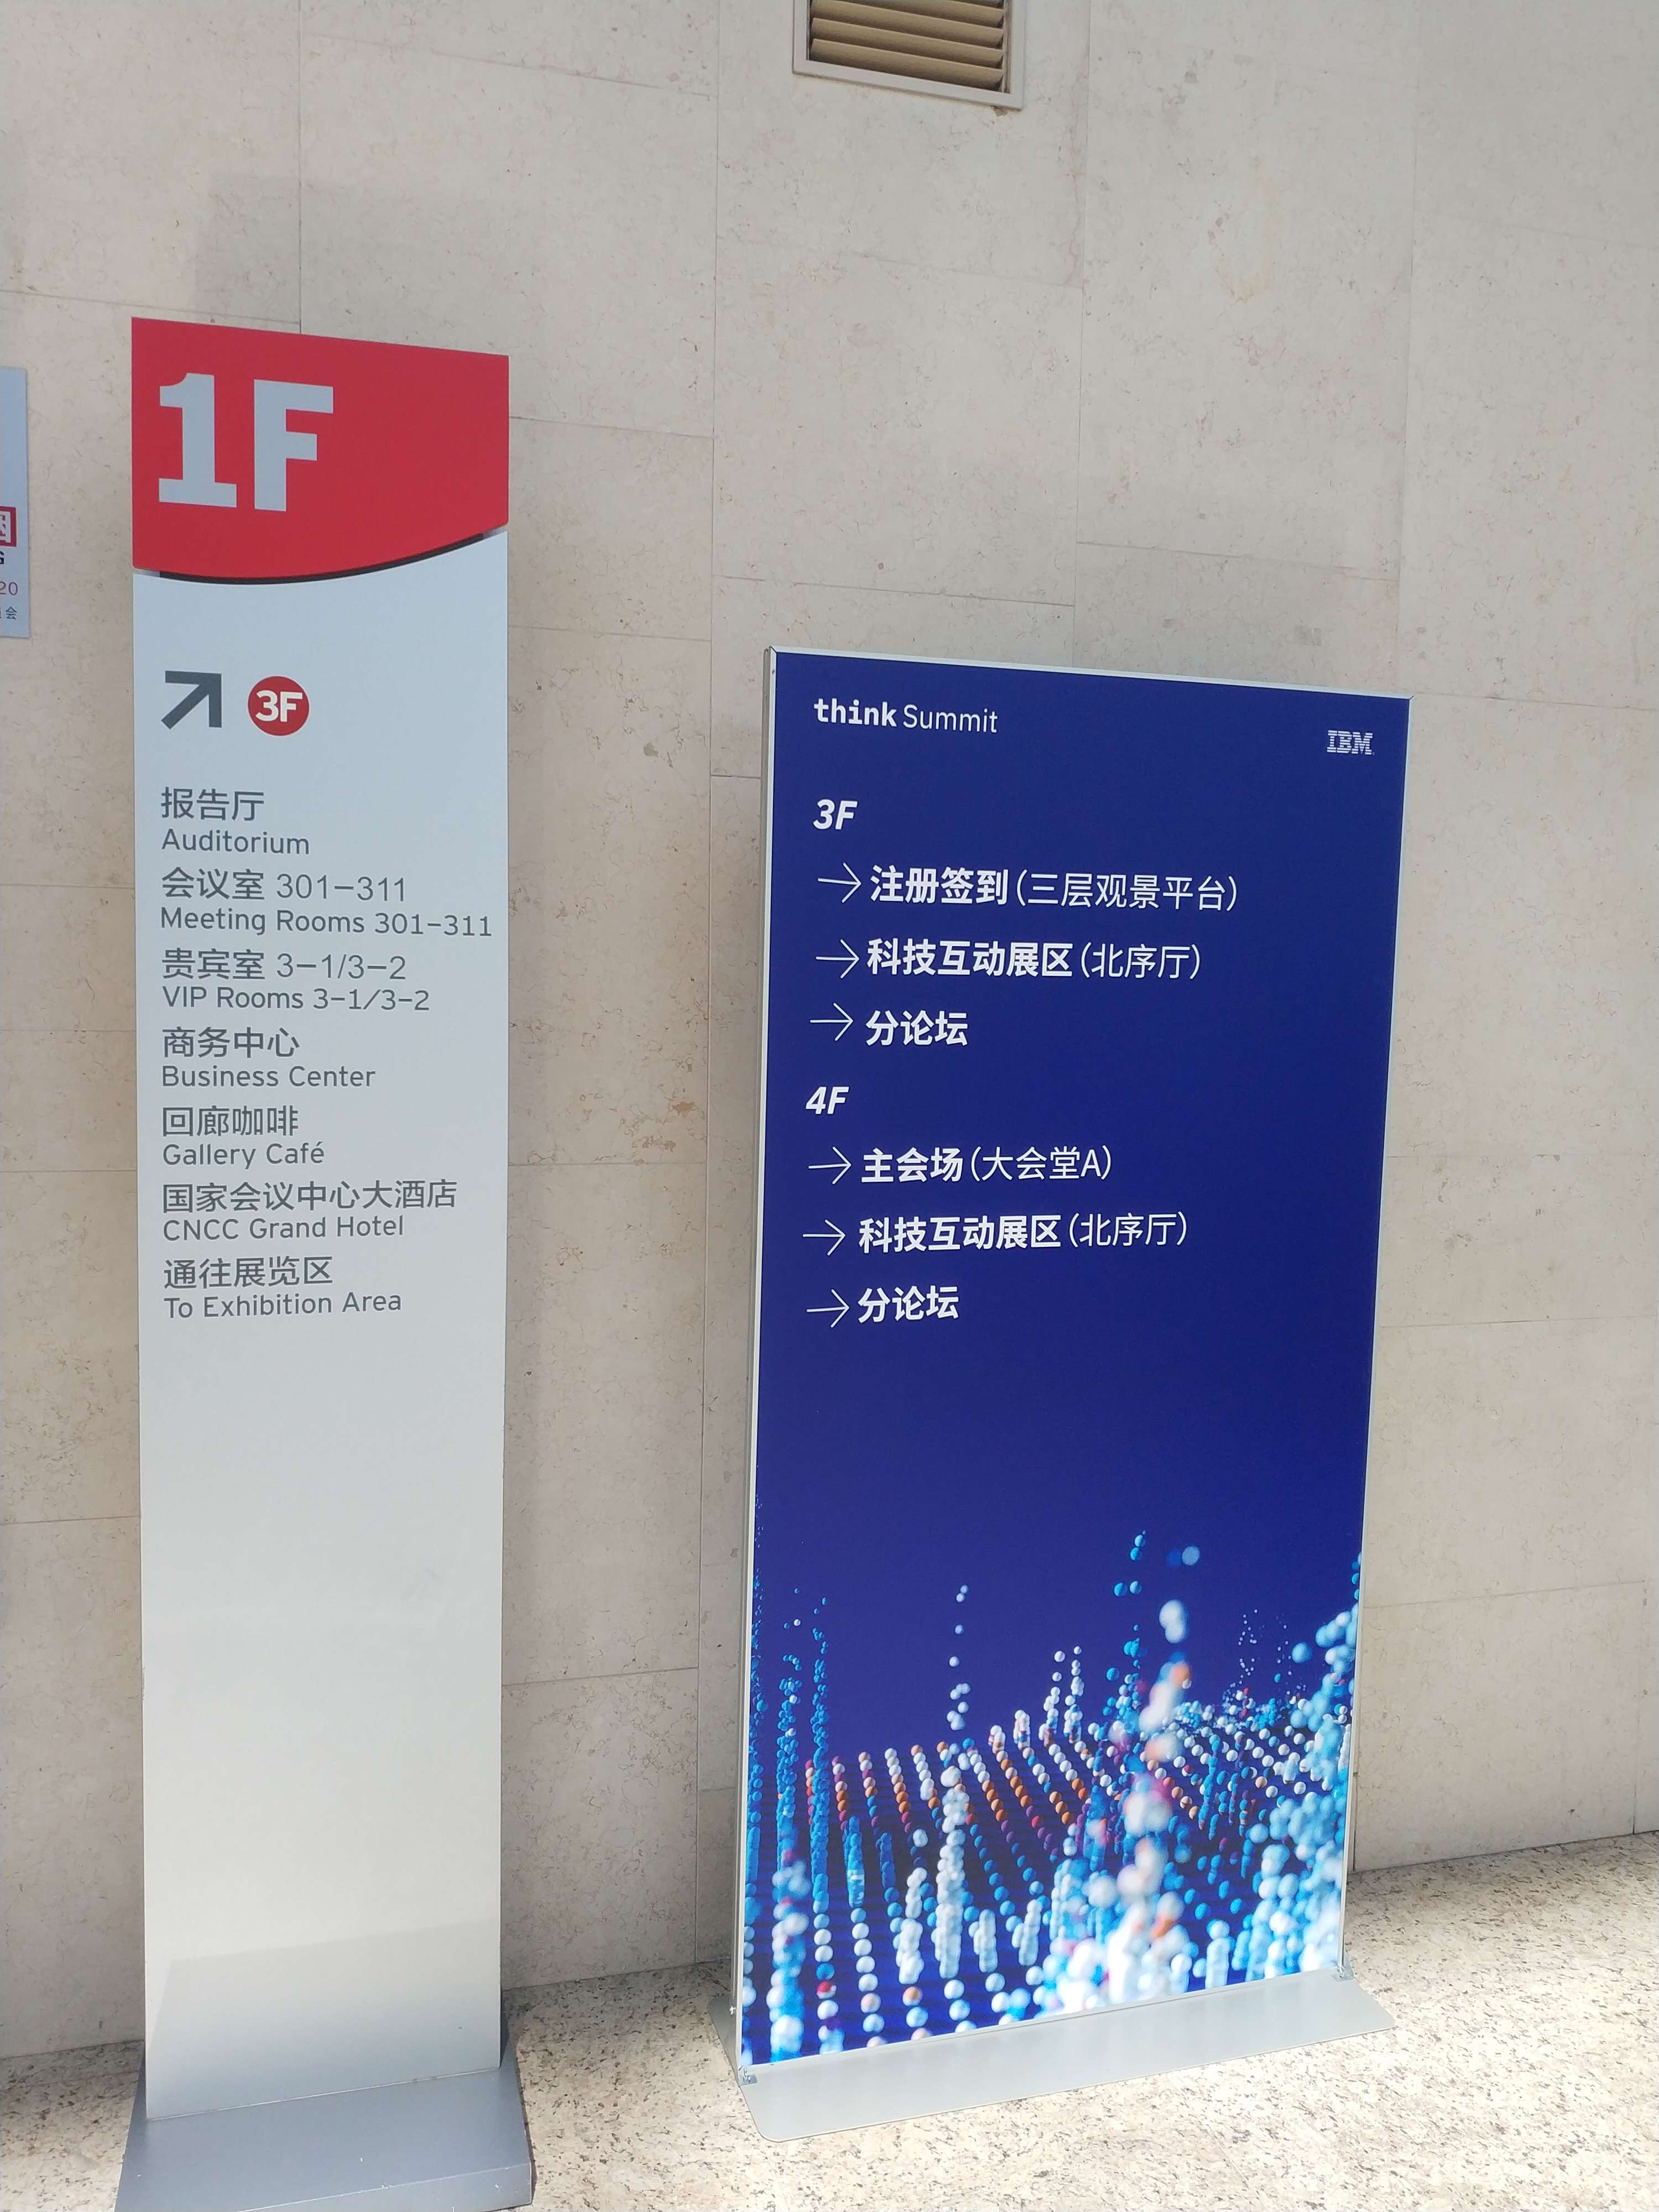 1F
3F
报告厅
Auditorium
会议室 301-311
Meeting Rooms 301-311
贵宾室 3-1/3-2
VIP Rooms 3-1/3-2
商务中心
Business Center
回廊咖啡
Gallery Café
国家会议中心大酒店
CNCC Grand Hotel
通往展览区
To Exhibition Area
think Summit
IBM
3F
→注册签到(三层观景平台)
→科技互动展区(北序厅)
→分论坛
4F
→主会场(大会堂A)
→科技互动展区(北序厅)
→分论坛
G
20
会